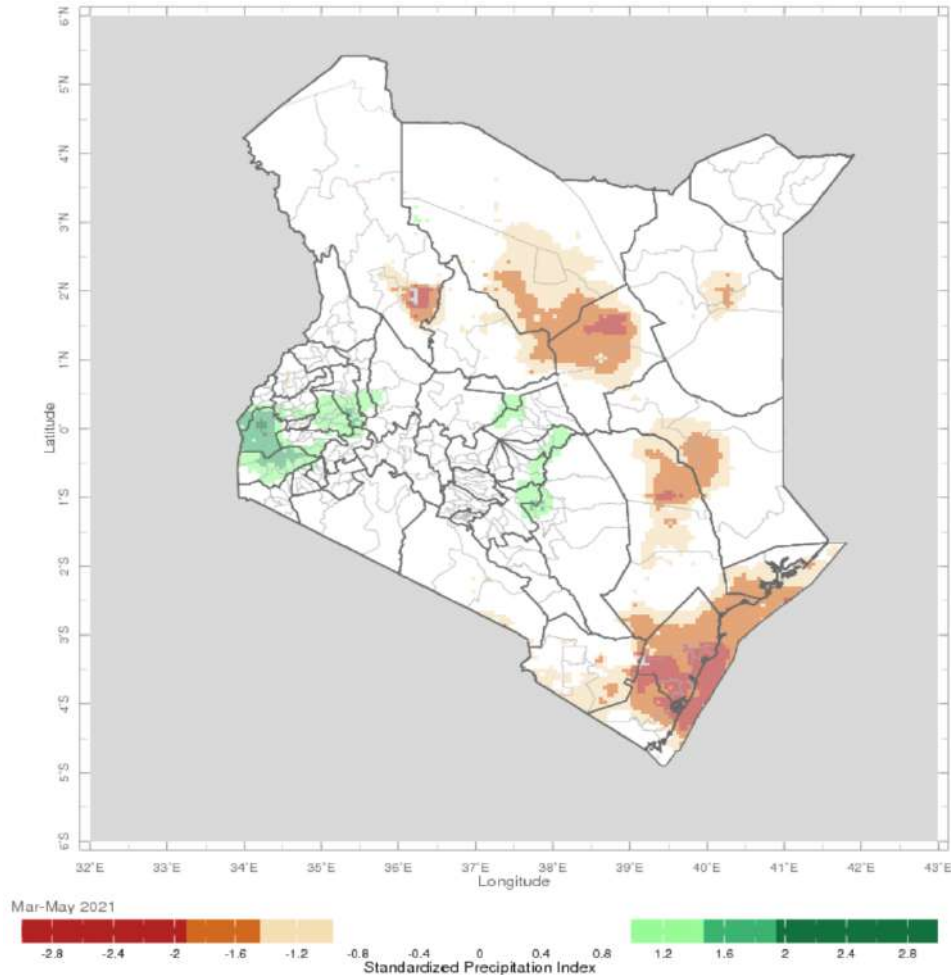 6°N
5°N
4°N
3°N
2°N
1°N
0°
1°S
2°S
3°S
4°S
5°S
6°S
Latitude
32°E 33°E 34°E 35°E 36°E 37°E 38°E 39°E 40°E 41°E 42°E 43°E
Longitude
Mar-May 2021
-2.8 -2.4 -2 -1.6 -1.2 -0.8 -0.4 0 0.4 0.8 1.2 1.6 2 2.4 2.8
Standardized Precipitation Index